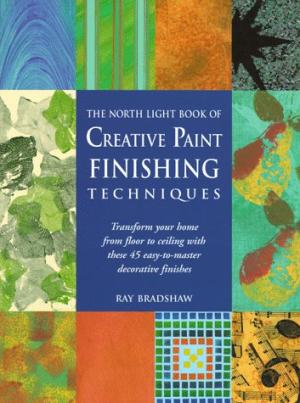 THE NORTH LIGHT BOOK OF
CREATIVE PAINT
FINISHING
TECHNIQUES
Transform your home
from floor to ceiling with
these 45 easy-to-master
decorative finishes
RAY BRADSHAW